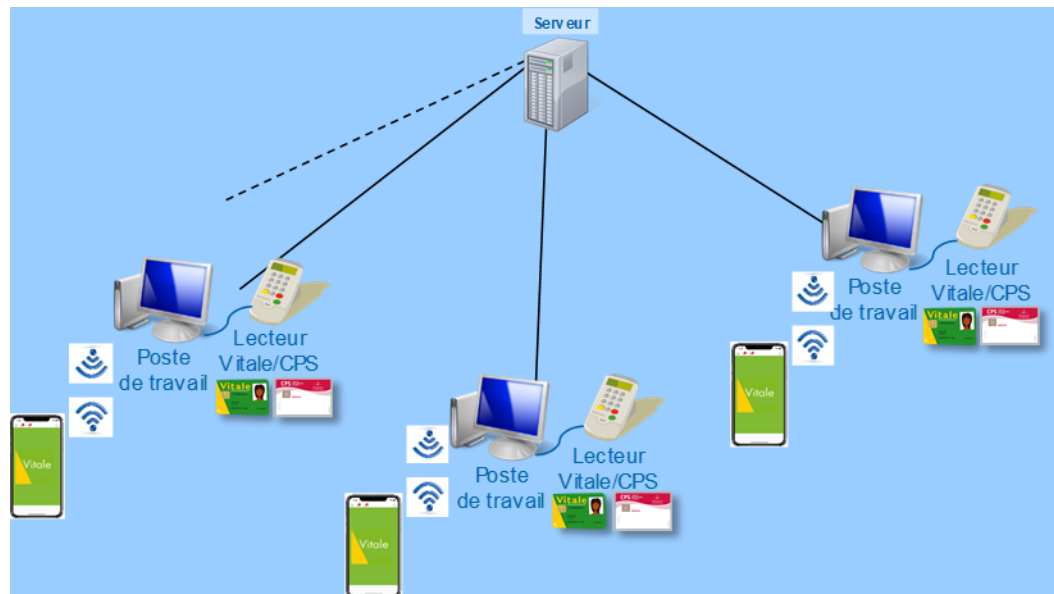 Serveur
Lecteur
Vitale/CPS
Poste
de travail
Vitale
CPS
Vitale
Lecteur
Vitale/CPS
Poste
de travail
Vitale
CPS
Vitale
Lecteur
Vitale/CPS
Poste
de travail
Vitale
CPS
Vitale